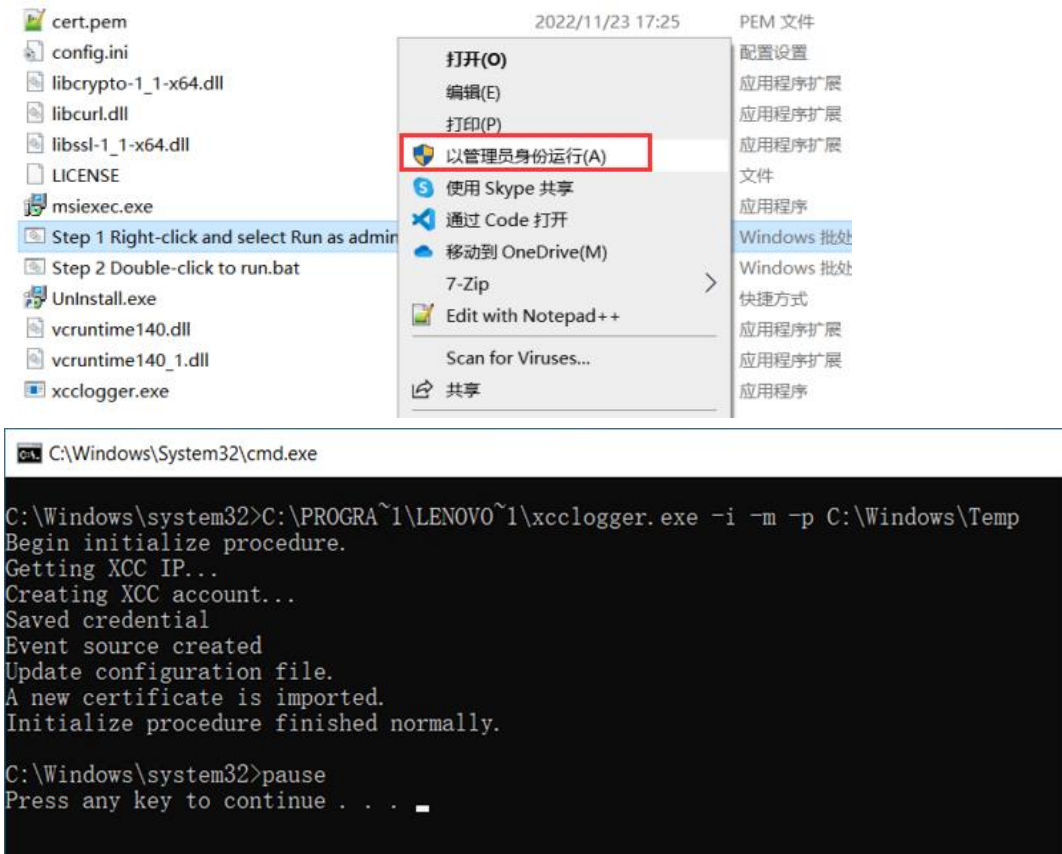 cert.pem 2022/11/23 17:25 PEM 文件
config.ini 配置设置
libcrypto-1_1-x64.dll 应用程序扩展
libcurl.dll 应用程序扩展
libssl-1_1-x64.dll 应用程序扩展
LICENSE 文件
msiexec.exe 应用程序
Step 1 Right-click and select Run as admin Windows 批处
Step 2 Double-click to run.bat Windows 批处
UnInstall.exe 快捷方式
vcruntime140.dll 应用程序扩展
vcruntime140_1.dll 应用程序扩展
xcclogger.exe 应用程序
打开(O)
编辑(E)
打印(P)
以管理员身份运行(A)
使用 Skype 共享
通过 Code 打开
移动到 OneDrive(M)
7-Zip
Edit with Notepad++
Scan for Viruses...
共享
C:\Windows\System32\cmd.exe
C:\Windows\system32>C:\PROGRA~1\LENOVO~1\xcclogger.exe -i -m -p C:\Windows\Temp
Begin initialize procedure.
Getting XCC IP...
Creating XCC account...
Saved credential
Event source created
Update configuration file.
A new certificate is imported.
Initialize procedure finished normally.
C:\Windows\system32>pause
Press any key to continue . . .